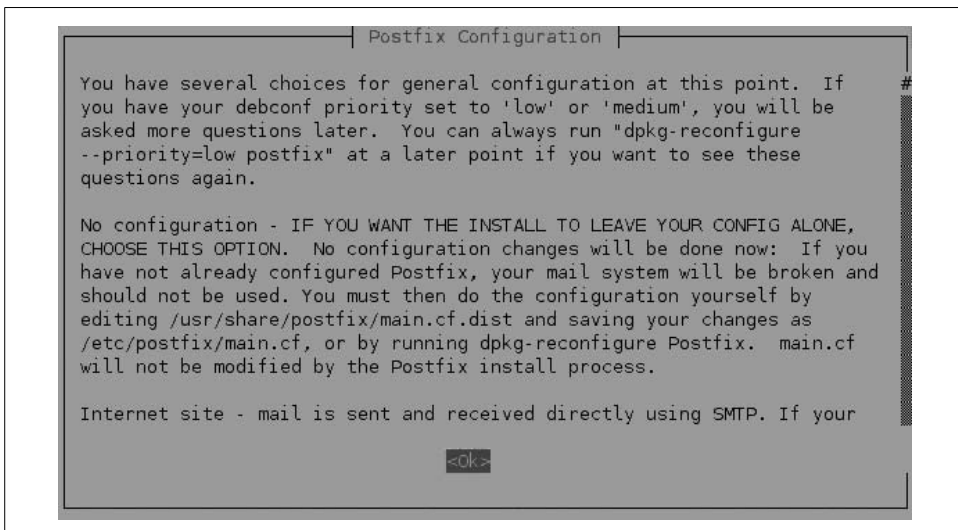 Postfix Configuration
You have several choices for general configuration at this point.  If
you have your debconf priority set to 'low' or 'medium', you will be
asked more questions later.  You can always run "dpkg-reconfigure
--priority=low postfix" at a later point if you want to see these
questions again.
No configuration - IF YOU WANT THE INSTALL TO LEAVE YOUR CONFIG ALONE,
CHOOSE THIS OPTION.  No configuration changes will be done now:  If you
have not already configured Postfix, your mail system will be broken and
should not be used. You must then do the configuration yourself by
editing /usr/share/postfix/main.cf.dist and saving your changes as
/etc/postfix/main.cf, or by running dpkg-reconfigure Postfix.  main.cf
will not be modified by the Postfix install process.
Internet site - mail is sent and received directly using SMTP. If your
<Ok>